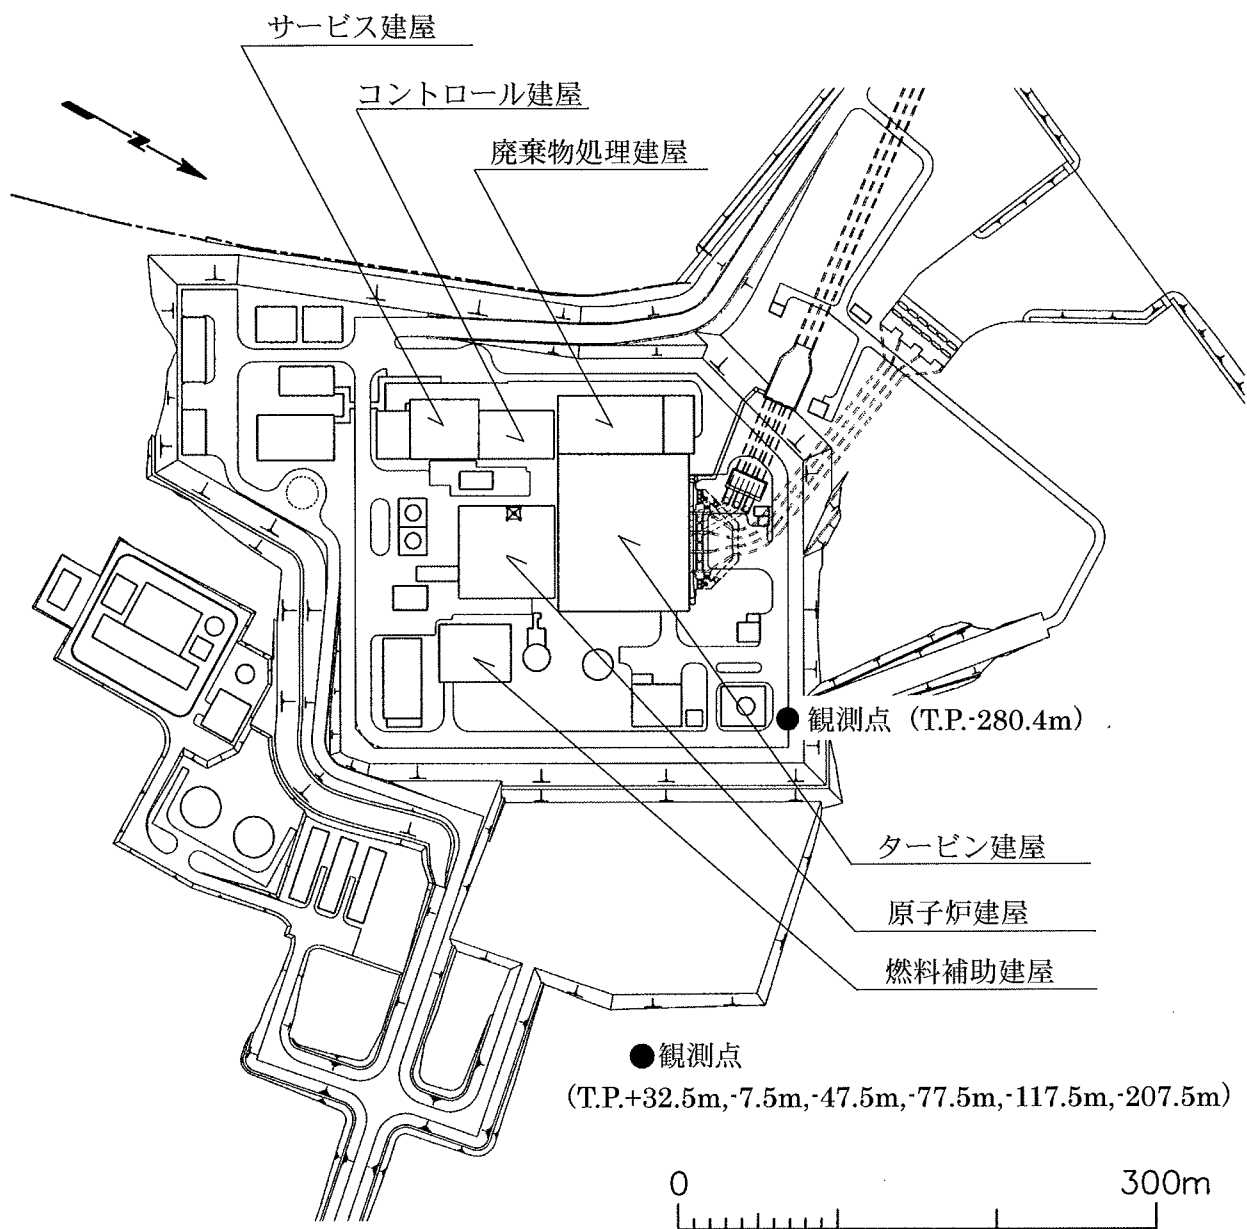 サービス建屋
コントロール建屋
廃棄物処理建屋
N
観測点 (T.P.-280.4m)
タービン建屋
原子炉建屋
燃料補助建屋
観測点
(T.P.+32.5m,-7.5m,-47.5m,-77.5m,-117.5m,-207.5m)
0 300m